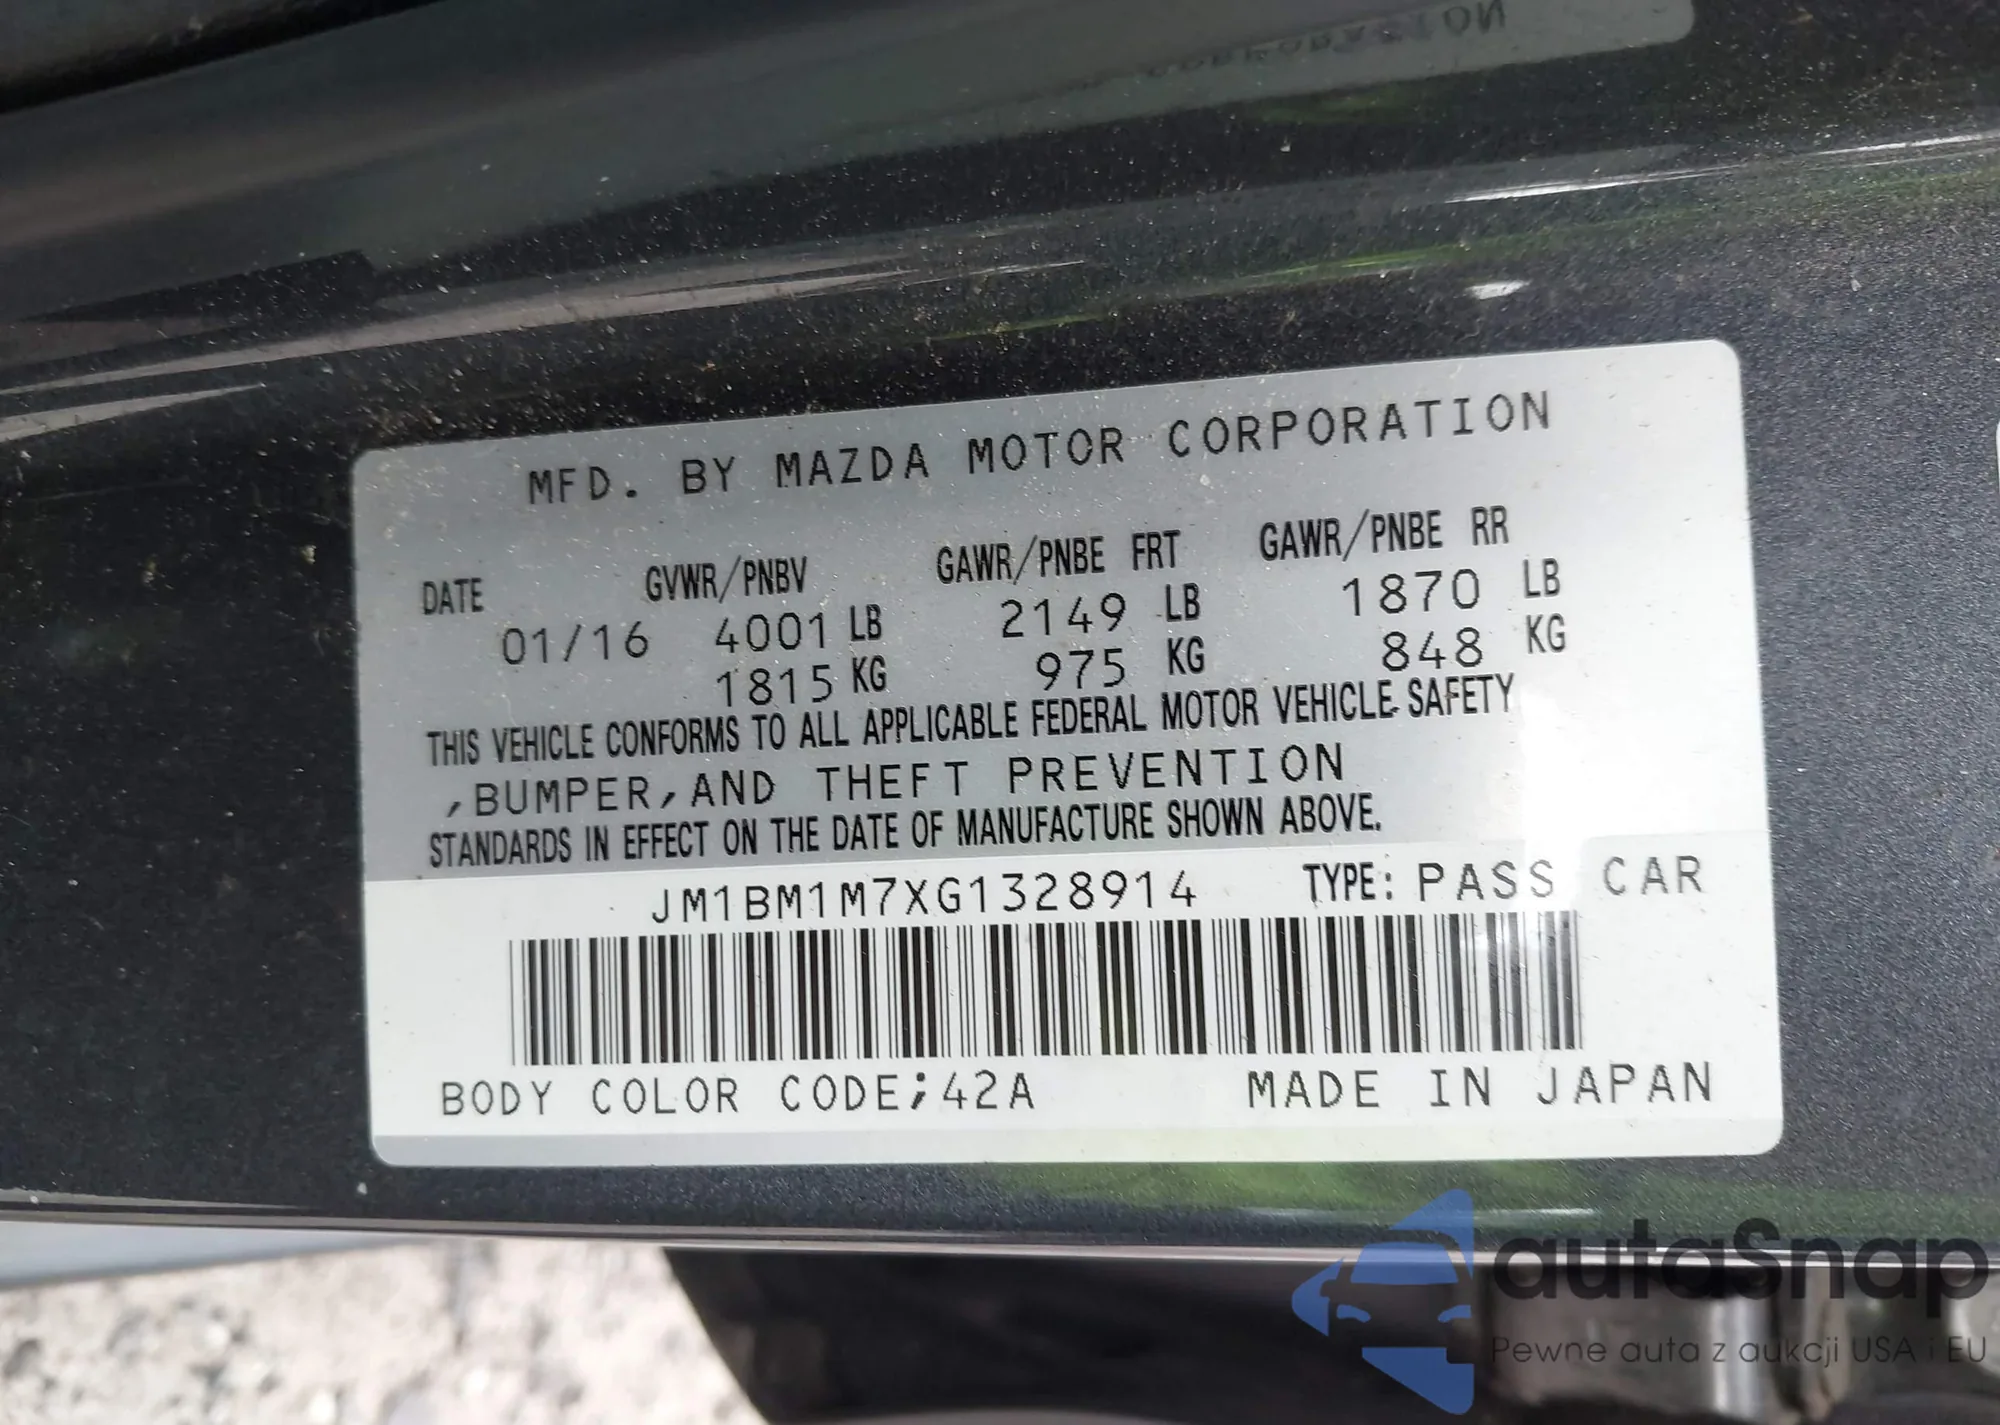 CORPORATION
MFD. BY MAZDA MOTOR CORPORATION
DATE GVWR/PNBV GAWR/PNBE FRT GAWR/PNBE RR
01/16 4001 LB 2149 LB 1870 LB
1815 KG 975 KG 848 KG
THIS VEHICLE CONFORMS TO ALL APPLICABLE FEDERAL MOTOR VEHICLE SAFETY
,BUMPER,AND THEFT PREVENTION
STANDARDS IN EFFECT ON THE DATE OF MANUFACTURE SHOWN ABOVE.
JM1BM1M7XG1328914 TYPE: PASS CAR
BODY COLOR CODE;42A MADE IN JAPAN
autaSnap
Pewne auta z aukcji USA i EU